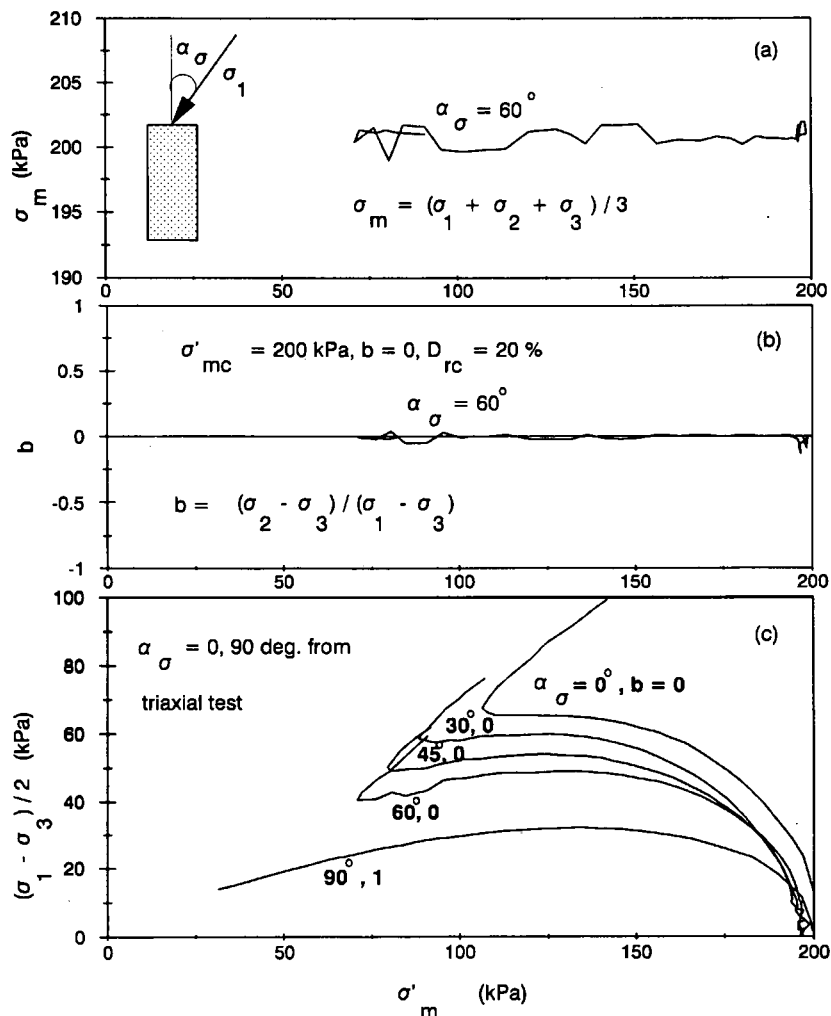 210
205
200
195
190
σ_m (kPa)
α_σ
σ_1
(a)
α_σ = 60°
σ_m = (σ_1 + σ_2 + σ_3) / 3
0
50
100
150
200
1
0.5
0
-0.5
-1
b
(b)
σ'_mc = 200 kPa, b = 0, D_rc = 20 %
α_σ = 60°
b = (σ_2 - σ_3) / (σ_1 - σ_3)
0
50
100
150
200
100
80
60
40
20
0
(σ_1 - σ_3) / 2 (kPa)
(c)
α_σ = 0, 90 deg. from
triaxial test
α_σ = 0°, b = 0
30°, 0
45°, 0
60°, 0
90°, 1
0
50
100
150
200
σ'_m (kPa)